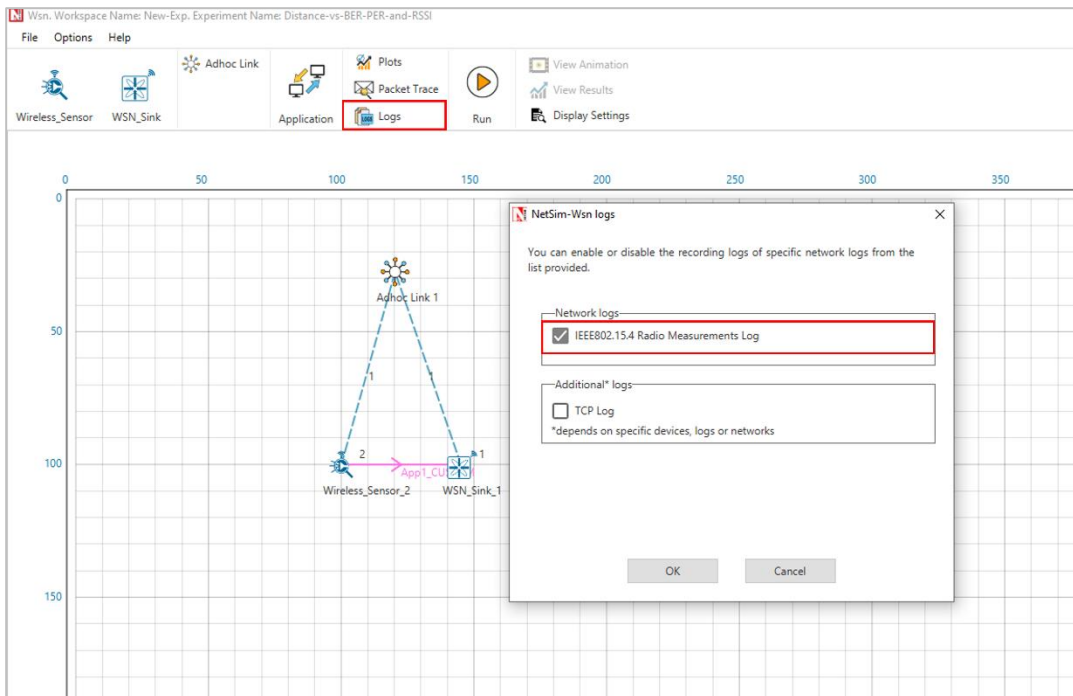 Wsn. Workspace Name: New-Exp. Experiment Name: Distance-vs-BER-PER-and-RSSI
File Options Help
Wireless_Sensor
WSN_Sink
Adhoc Link
Application
Plots
Packet Trace
Logs
Run
View Animation
View Results
Display Settings
0 50 100 150 200 250 300 350
0
50
100
150
Adhoc Link 1
1 1
2 1
App1_CUS
Wireless_Sensor_2 WSN_Sink_1
NetSim-Wsn logs
You can enable or disable the recording logs of specific network logs from the
list provided.
Network logs
IEEE802.15.4 Radio Measurements Log
Additional* logs
TCP Log
*depends on specific devices, logs or networks
OK Cancel